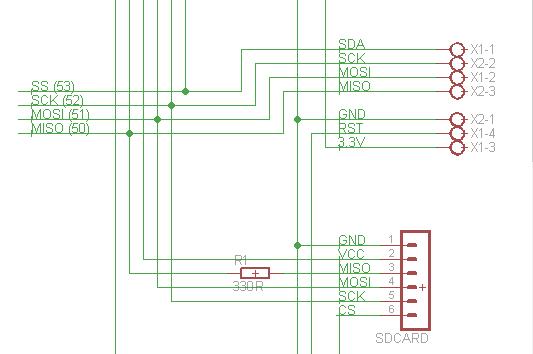 SDA X1-1
SCK X2-2
MOSI X1-2
MISO X2-3
SS (53)
SCK (52)
MOSI (51)
MISO (50)
GND X2-1
RST X1-4
3.3V X1-3
GND 1
VCC 2
R1
330R
MISO 3
MOSI 4
SCK 5
CS 6
SDCARD